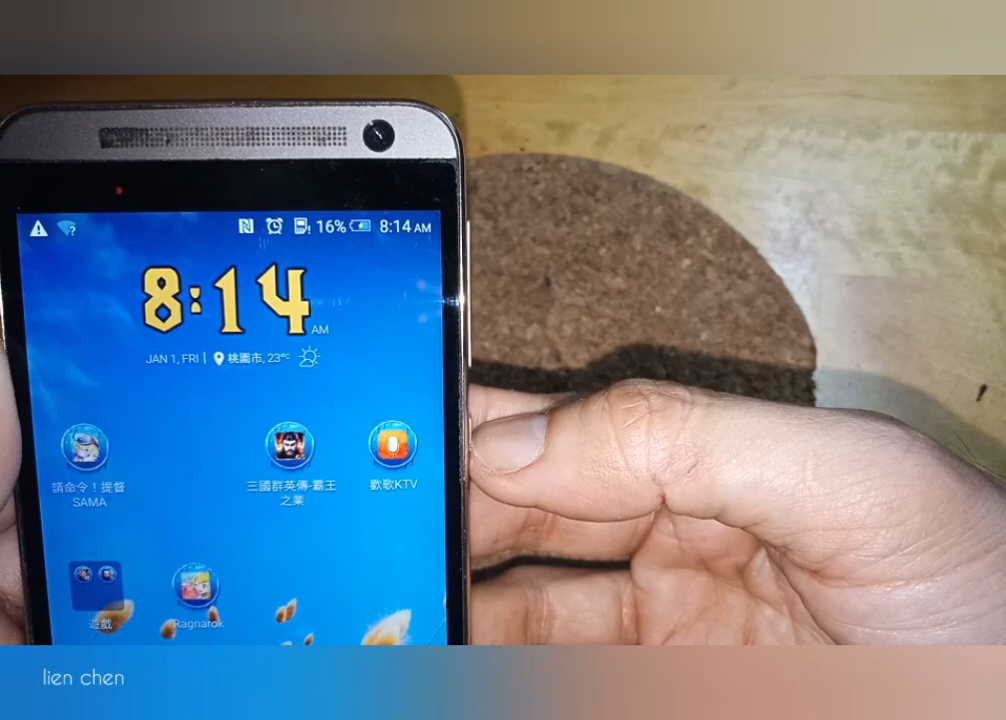 16% 8:14 AM
8:14 AM
JAN 1, FRI | 桃園市, 23°C
請命令！提督
SAMA
三國群英傳-霸王
之業
歡歌KTV
遊戲
Ragnarok
lien chen